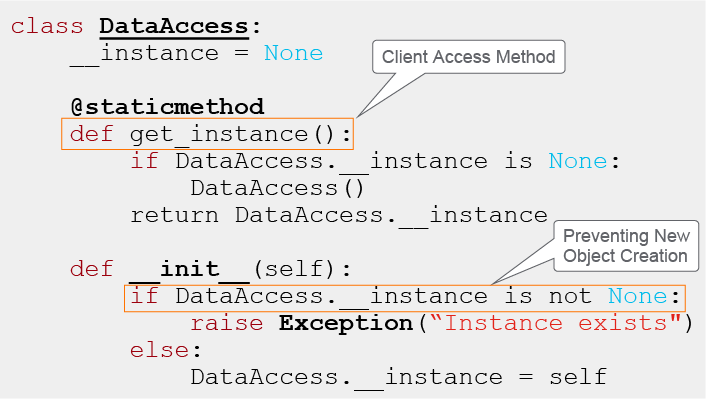 class DataAccess:
    __instance = None
Client Access Method
    @staticmethod
    def get_instance():
        if DataAccess.__instance is None:
            DataAccess()
        return DataAccess.__instance
Preventing New
Object Creation
    def __init__(self):
        if DataAccess.__instance is not None:
            raise Exception(“Instance exists")
        else:
            DataAccess.__instance = self